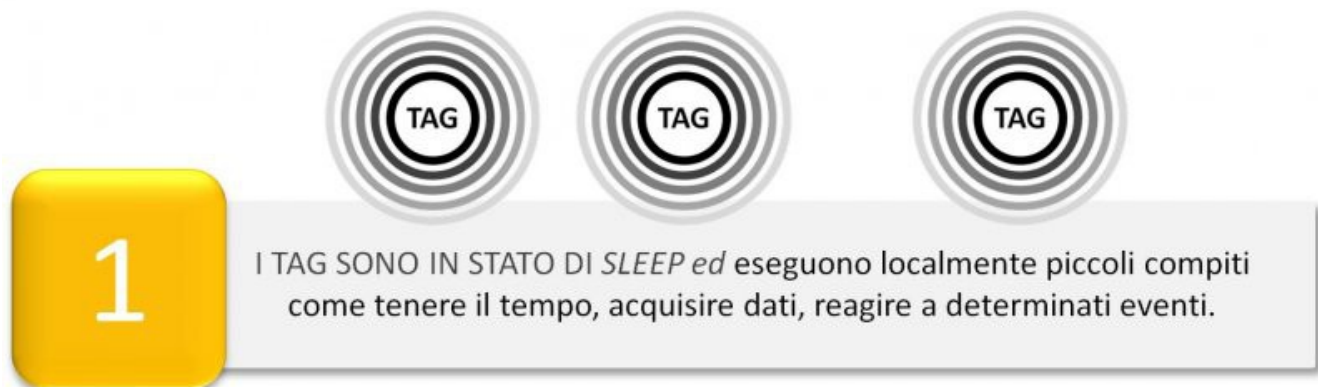 TAG TAG TAG
1
I TAG SONO IN STATO DI SLEEP ed eseguono localmente piccoli compiti
come tenere il tempo, acquisire dati, reagire a determinati eventi.